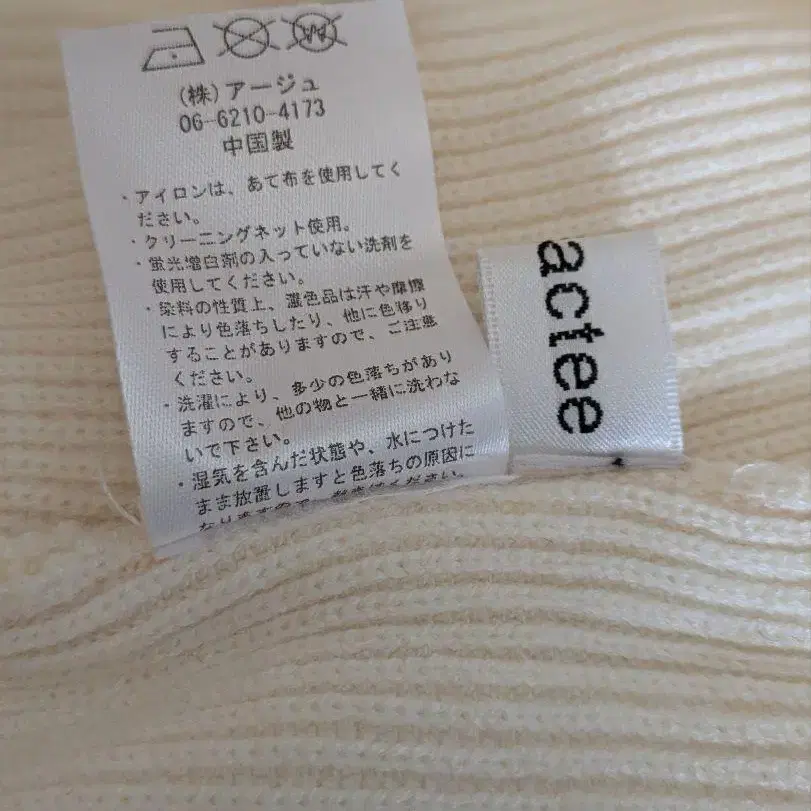 (株)アージュ
06-6210-4173
中国製
・アイロンは、あて布を使用してく
ださい。
・クリーニングネット使用。
・蛍光増白剤の入っていない洗剤を
使用してください。
・染料の性質上、濃色品は汗や摩擦
により色落ちしたり、他に色移り
することがありますので、ご注意
ください。
・洗濯により、多少の色落ちがあり
ますので、他の物と一緒に洗わな
いで下さい。
・湿気を含んだ状態や、水につけた
まま放置しますと色落ちの原因に
なりますので、
actee